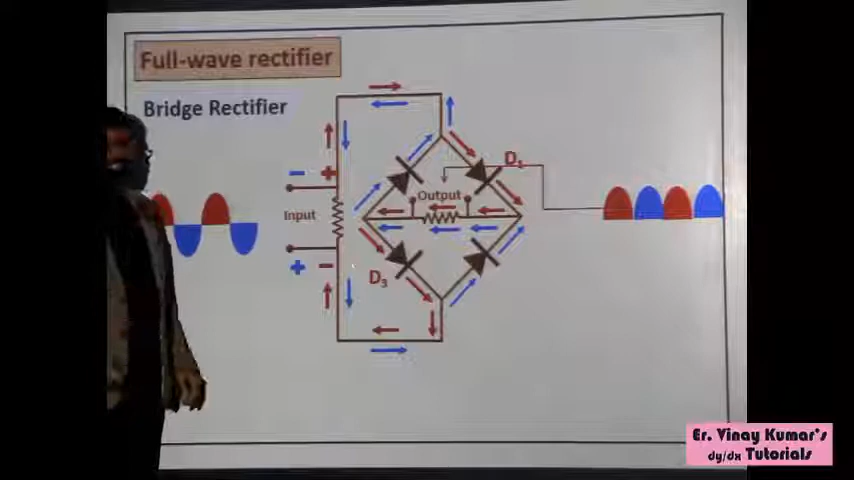 Full-wave rectifier
Bridge Rectifier
D₁
− +
Output
Input
+ −
D₃
Er. Vinay Kumar's
dy/dx Tutorials